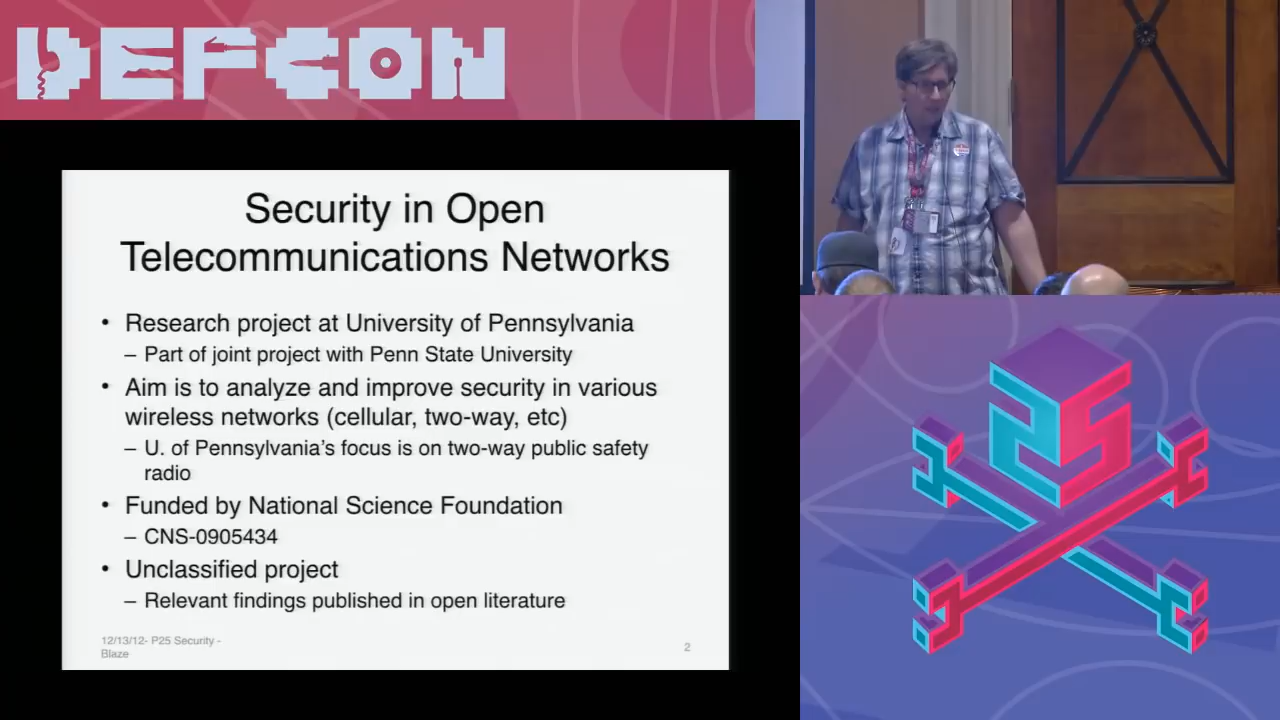 DEFCON
Security in Open
Telecommunications Networks
• Research project at University of Pennsylvania
– Part of joint project with Penn State University
• Aim is to analyze and improve security in various
wireless networks (cellular, two-way, etc)
– U. of Pennsylvania's focus is on two-way public safety
radio
• Funded by National Science Foundation
– CNS-0905434
• Unclassified project
– Relevant findings published in open literature
12/13/12- P25 Security -
Blaze
2
25